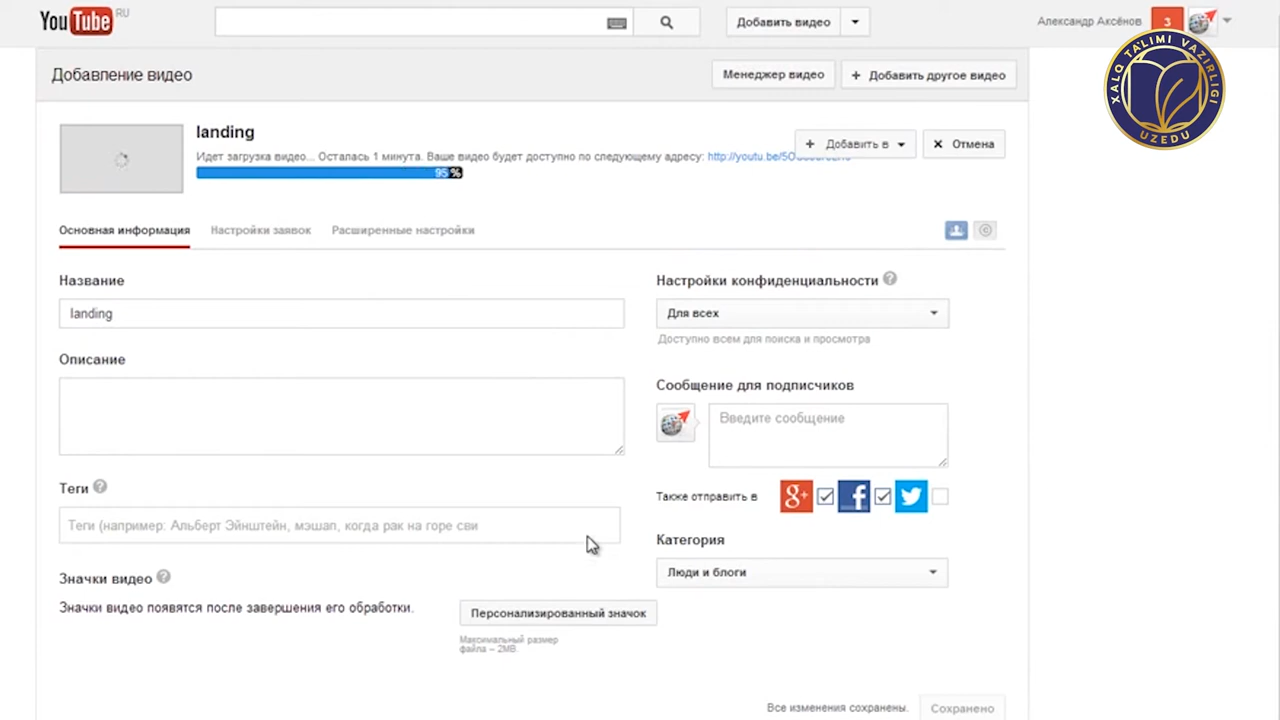 YouTube RU
Добавить видео
Александр Аксёнов
3
Добавление видео
Менеджер видео
+ Добавить другое видео
XALQ TA'LIMI VAZIRLIGI
UZEDU
landing
+ Добавить в
× Отмена
Идет загрузка видео... Осталась 1 минута. Ваше видео будет доступно по следующему адресу: http://youtu.be/
95 %
Основная информация
Настройки заявок
Расширенные настройки
Название
landing
Описание
Теги
Теги (например: Альберт Эйнштейн, мэшап, когда рак на горе сви
Значки видео
Значки видео появятся после завершения его обработки.
Персонализированный значок
Максимальный размер
файла – 2MB.
Настройки конфиденциальности
Для всех
Доступно всем для поиска и просмотра
Сообщение для подписчиков
Введите сообщение
Также отправить в
Категория
Люди и блоги
Все изменения сохранены.
Сохранено